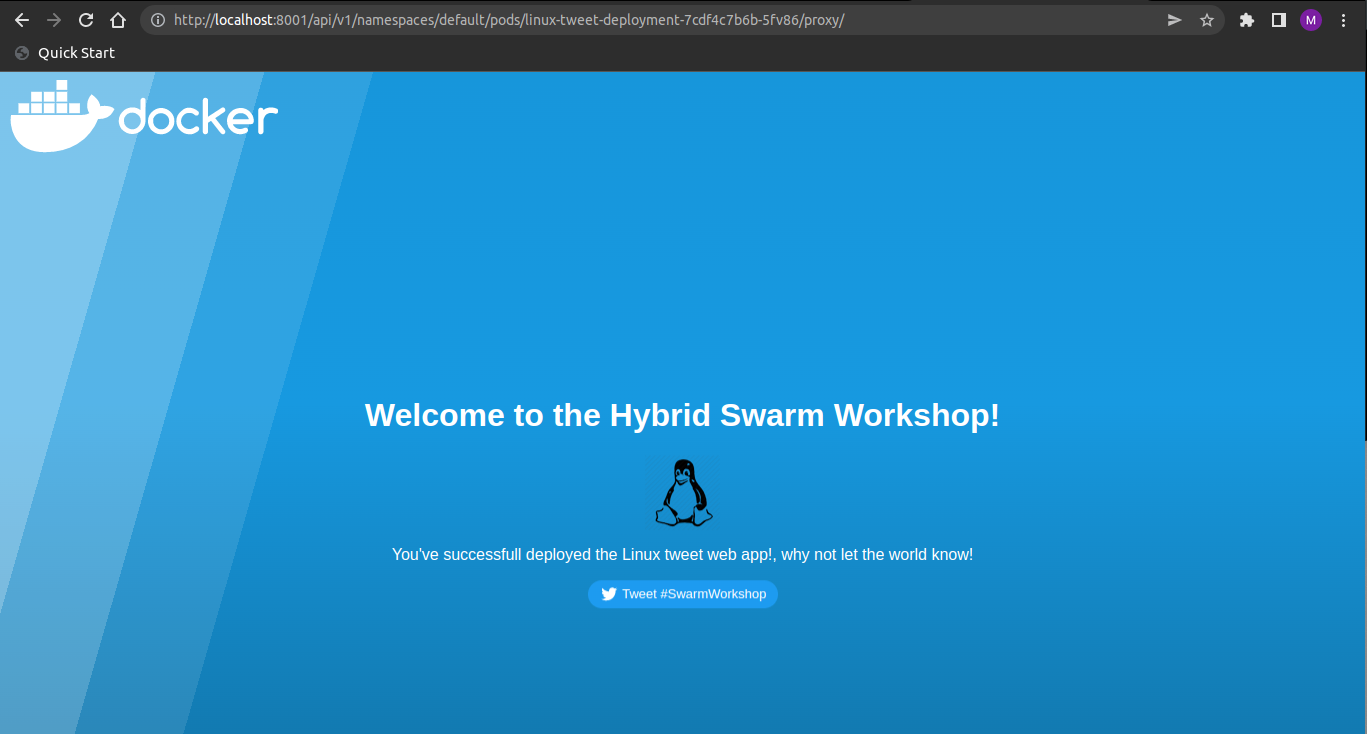 http://localhost:8001/api/v1/namespaces/default/pods/linux-tweet-deployment-7cdf4c7b6b-5fv86/proxy/
M
Quick Start
docker
Welcome to the Hybrid Swarm Workshop!
You've successfull deployed the Linux tweet web app!, why not let the world know!
Tweet #SwarmWorkshop